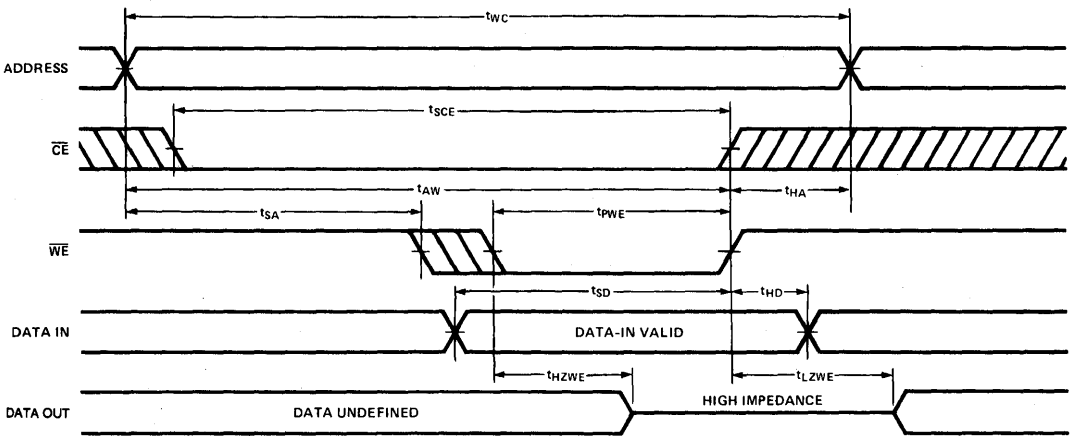 tWC
ADDRESS
tSCE
CE
tAW
tHA
tSA
tPWE
WE
tSD
tHD
DATA IN
DATA-IN VALID
tHZWE
tLZWE
DATA OUT
DATA UNDEFINED
HIGH IMPEDANCE